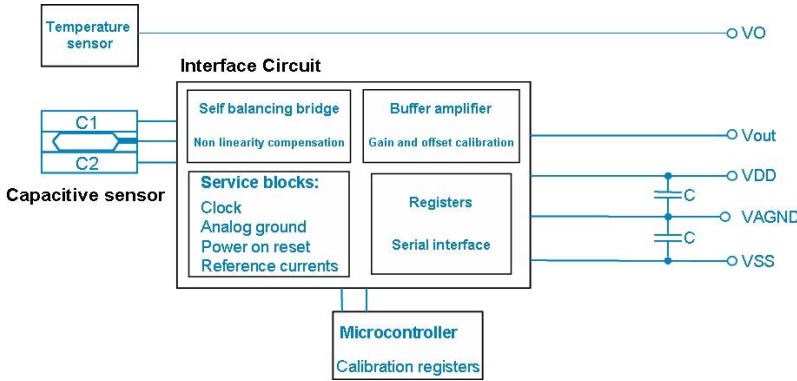 Temperature
sensor
VO
Interface Circuit
Self balancing bridge
Non linearity compensation
Buffer amplifier
Gain and offset calibration
C1
C2
Capacitive sensor
Vout
Service blocks:
Clock
Analog ground
Power on reset
Reference currents
Registers
Serial interface
VDD
C
VAGND
C
VSS
Microcontroller
Calibration registers